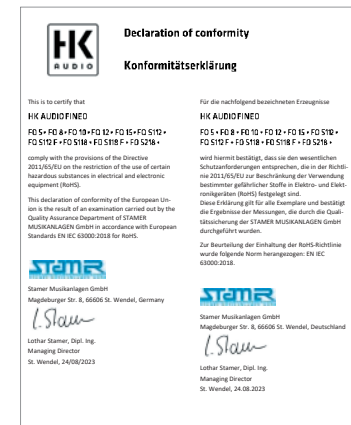 HK
AUDIO
Declaration of conformity
Konformitätserklärung
This is to certify that
HK AUDIO FINEO
FO 5 • FO 8 • FO 10 • FO 12 • FO 15 • FO S112 •
FO S112 F • FO S118 • FO S118 F • FO S218 •
comply with the provisions of the Directive
2011/65/EU on the restriction of the use of certain
hazardous substances in electrical and electronic
equipment (RoHS).
This declaration of conformity of the European Un-
ion is the result of an examination carried out by the
Quality Assurance Department of STAMER
MUSIKANLAGEN GmbH in accordance with European
Standards EN IEC 63000:2018 for RoHS.
STAMER
Stamer Musikanlagen GmbH
Magdeburger Str. 8, 66606 St. Wendel, Germany
L. Stamer
Lothar Stamer, Dipl. Ing.
Managing Director
St. Wendel, 24/08/2023
Für die nachfolgend bezeichneten Erzeugnisse
HK AUDIO FINEO
FO 5 • FO 8 • FO 10 • FO 12 • FO 15 • FO S112 •
FO S112 F • FO S118 • FO S118 F • FO S218 •
wird hiermit bestätigt, dass sie den wesentlichen
Schutzanforderungen entsprechen, die in der Richtli-
nie 2011/65/EU zur Beschränkung der Verwendung
bestimmter gefährlicher Stoffe in Elektro- und Elekt-
ronikgeräten (RoHS) festgelegt sind.
Diese Erklärung gilt für alle Exemplare und bestätigt
die Ergebnisse der Messungen, die durch die Quali-
tätssicherung der STAMER MUSIKANLAGEN GmbH
durchgeführt wurden.
Zur Beurteilung der Einhaltung der RoHS-Richtlinie
wurde folgende Norm herangezogen: EN IEC
63000:2018.
STAMER
Stamer Musikanlagen GmbH
Magdeburger Str. 8, 66606 St. Wendel, Deutschland
L. Stamer
Lothar Stamer, Dipl. Ing.
Managing Director
St. Wendel, 24.08.2023